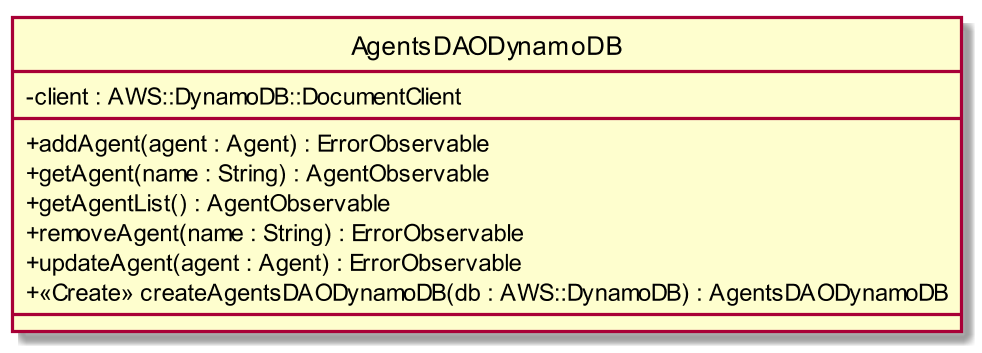 AgentsDAODynamoDB
-client : AWS::DynamoDB::DocumentClient
+addAgent(agent : Agent) : ErrorObservable
+getAgent(name : String) : AgentObservable
+getAgentList() : AgentObservable
+removeAgent(name : String) : ErrorObservable
+updateAgent(agent : Agent) : ErrorObservable
+«Create» createAgentsDAODynamoDB(db : AWS::DynamoDB) : AgentsDAODynamoDB